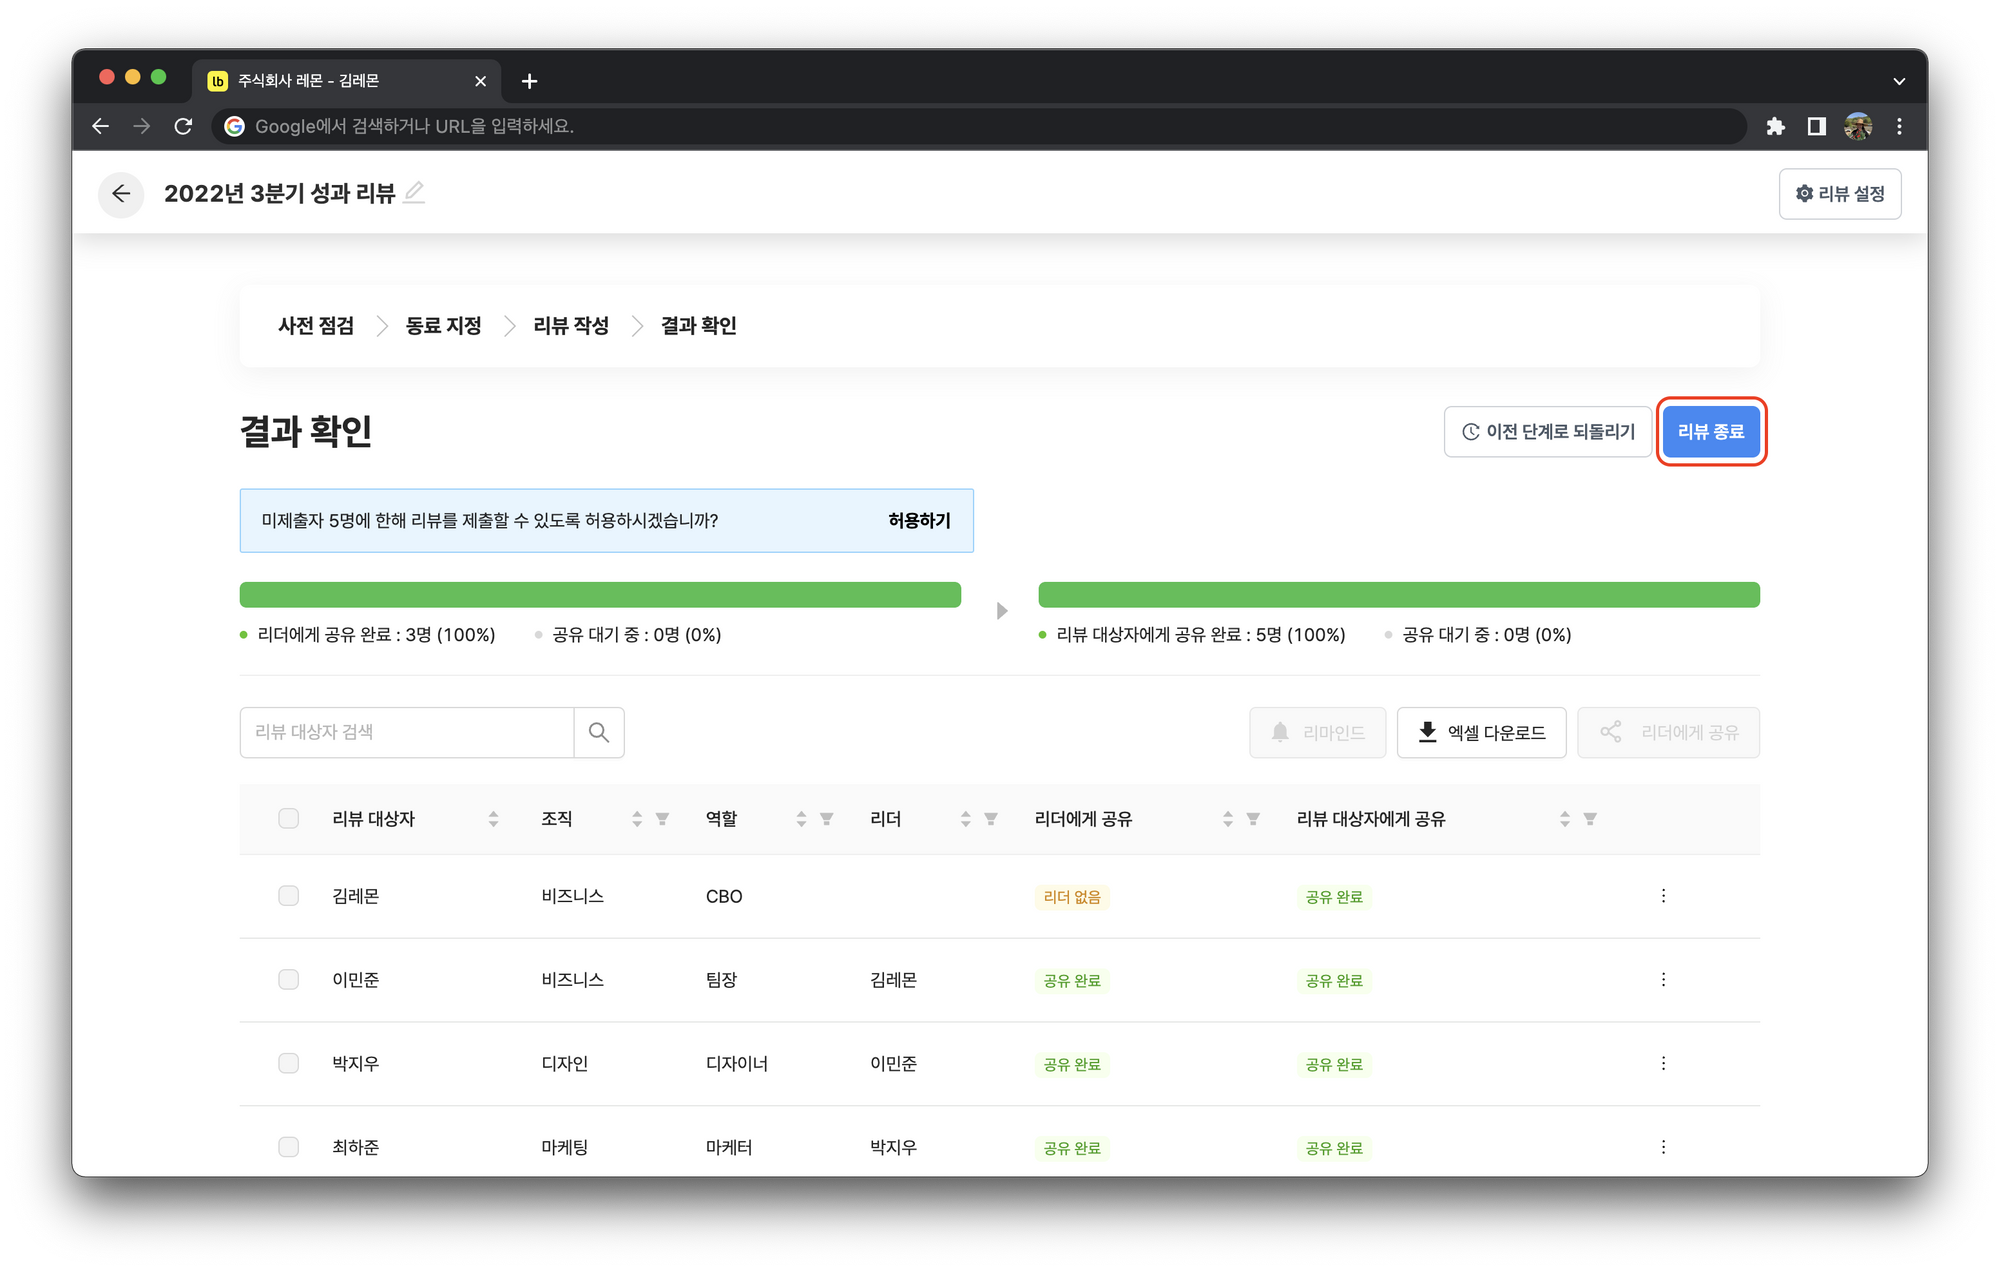 lb 주식회사 레몬 - 김레몬
Google에서 검색하거나 URL을 입력하세요.
2022년 3분기 성과 리뷰
리뷰 설정
사전 점검 동료 지정 리뷰 작성 결과 확인
결과 확인
이전 단계로 되돌리기
리뷰 종료
미제출자 5명에 한해 리뷰를 제출할 수 있도록 허용하시겠습니까? 허용하기
리더에게 공유 완료 : 3명 (100%) 공유 대기 중 : 0명 (0%)
리뷰 대상자에게 공유 완료 : 5명 (100%) 공유 대기 중 : 0명 (0%)
리뷰 대상자 검색
리마인드 엑셀 다운로드 리더에게 공유
리뷰 대상자 조직 역할 리더 리더에게 공유 리뷰 대상자에게 공유
김레몬 비즈니스 CBO 리더 없음 공유 완료
이민준 비즈니스 팀장 김레몬 공유 완료 공유 완료
박지우 디자인 디자이너 이민준 공유 완료 공유 완료
최하준 마케팅 마케터 박지우 공유 완료 공유 완료